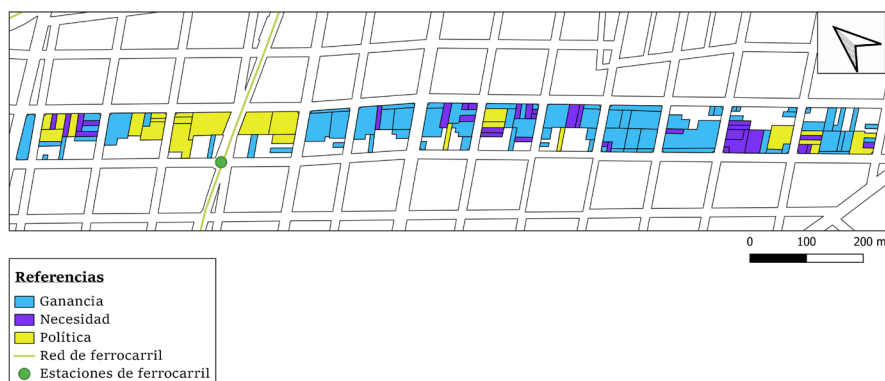 0 100 200 m
Referencias
Ganancia
Necesidad
Política
Red de ferrocarril
Estaciones de ferrocarril